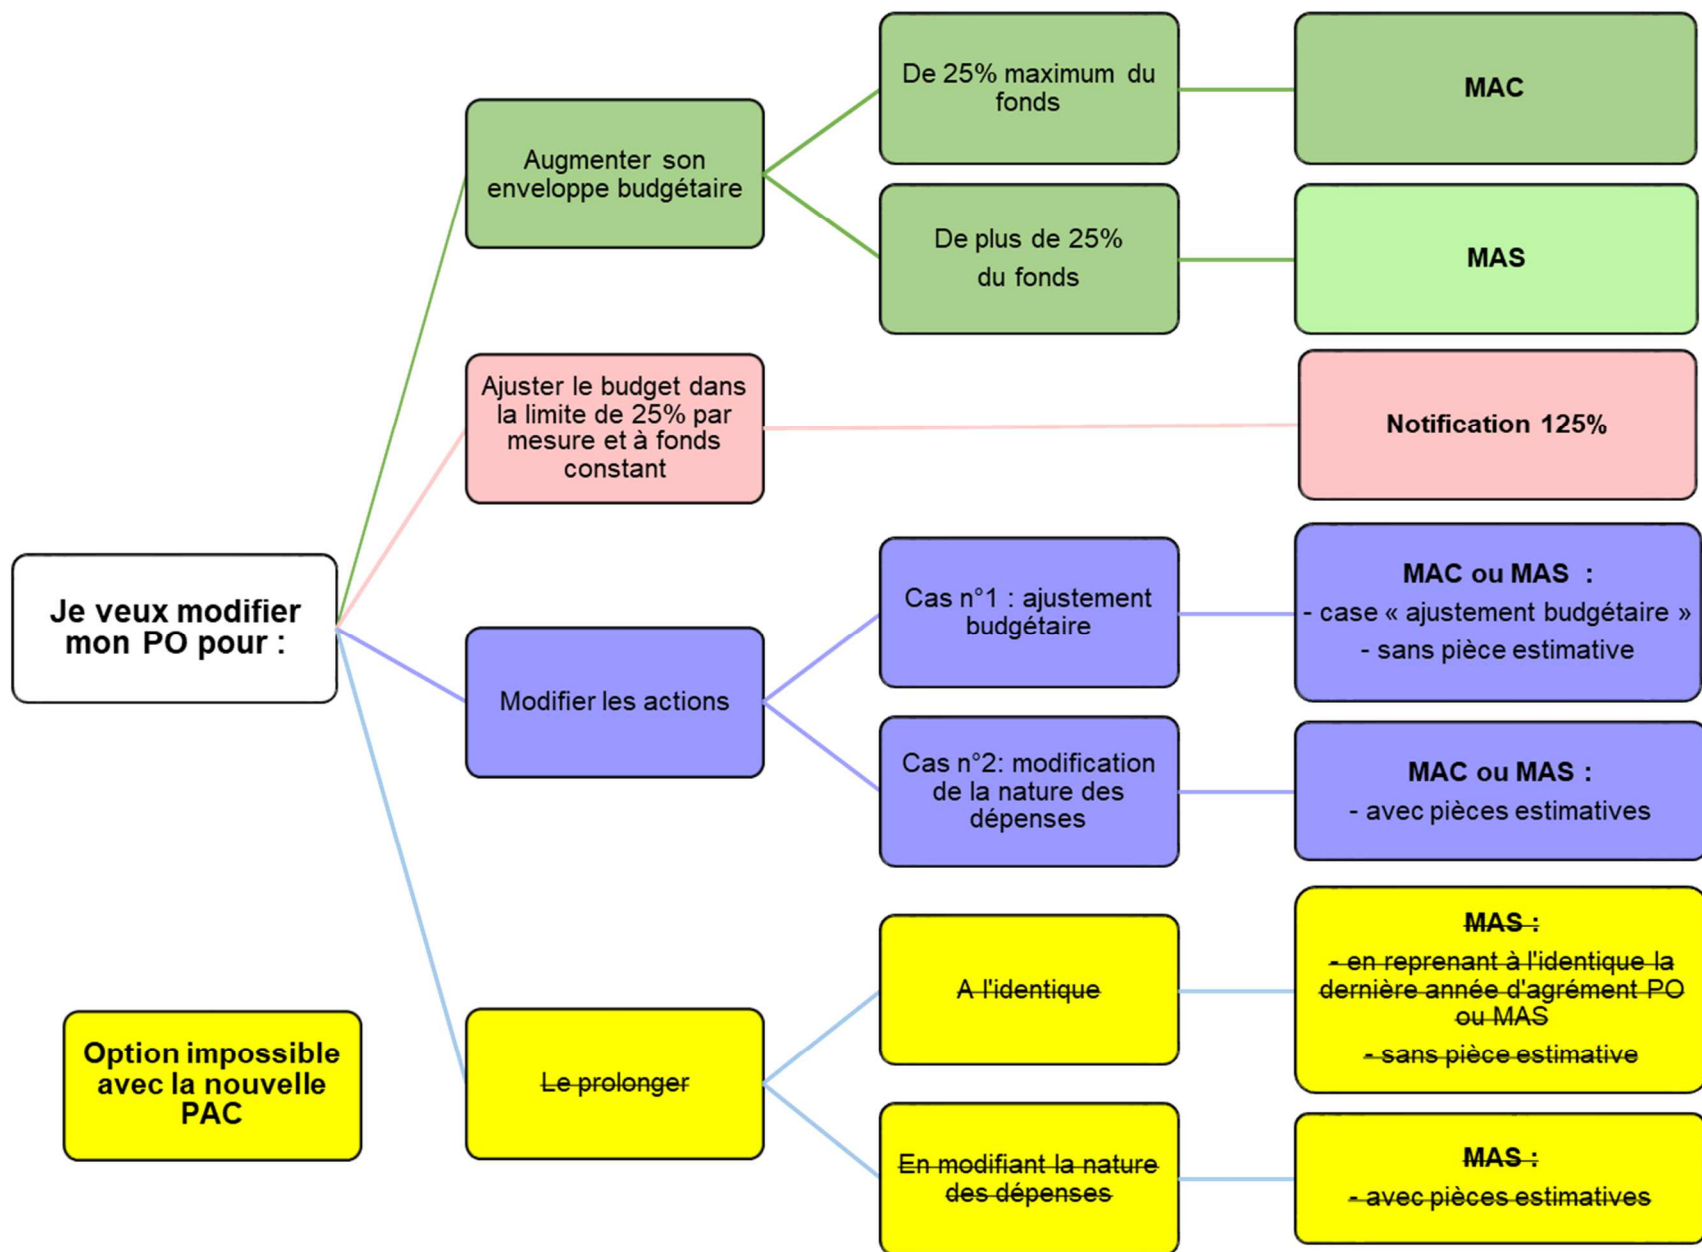 Je veux modifier
mon PO pour :
Augmenter son
enveloppe budgétaire
De 25% maximum du
fonds
MAC
De plus de 25%
du fonds
MAS
Ajuster le budget dans
la limite de 25% par
mesure et à fonds
constant
Notification 125%
Modifier les actions
Cas n°1 : ajustement
budgétaire
MAC ou MAS :
- case « ajustement budgétaire »
- sans pièce estimative
Cas n°2: modification
de la nature des
dépenses
MAC ou MAS :
- avec pièces estimatives
Option impossible
avec la nouvelle
PAC
Le prolonger
A l'identique
MAS :
- en reprenant à l'identique la
dernière année d'agrément PO
ou MAS
- sans pièce estimative
En modifiant la nature
des dépenses
MAS :
- avec pièces estimatives